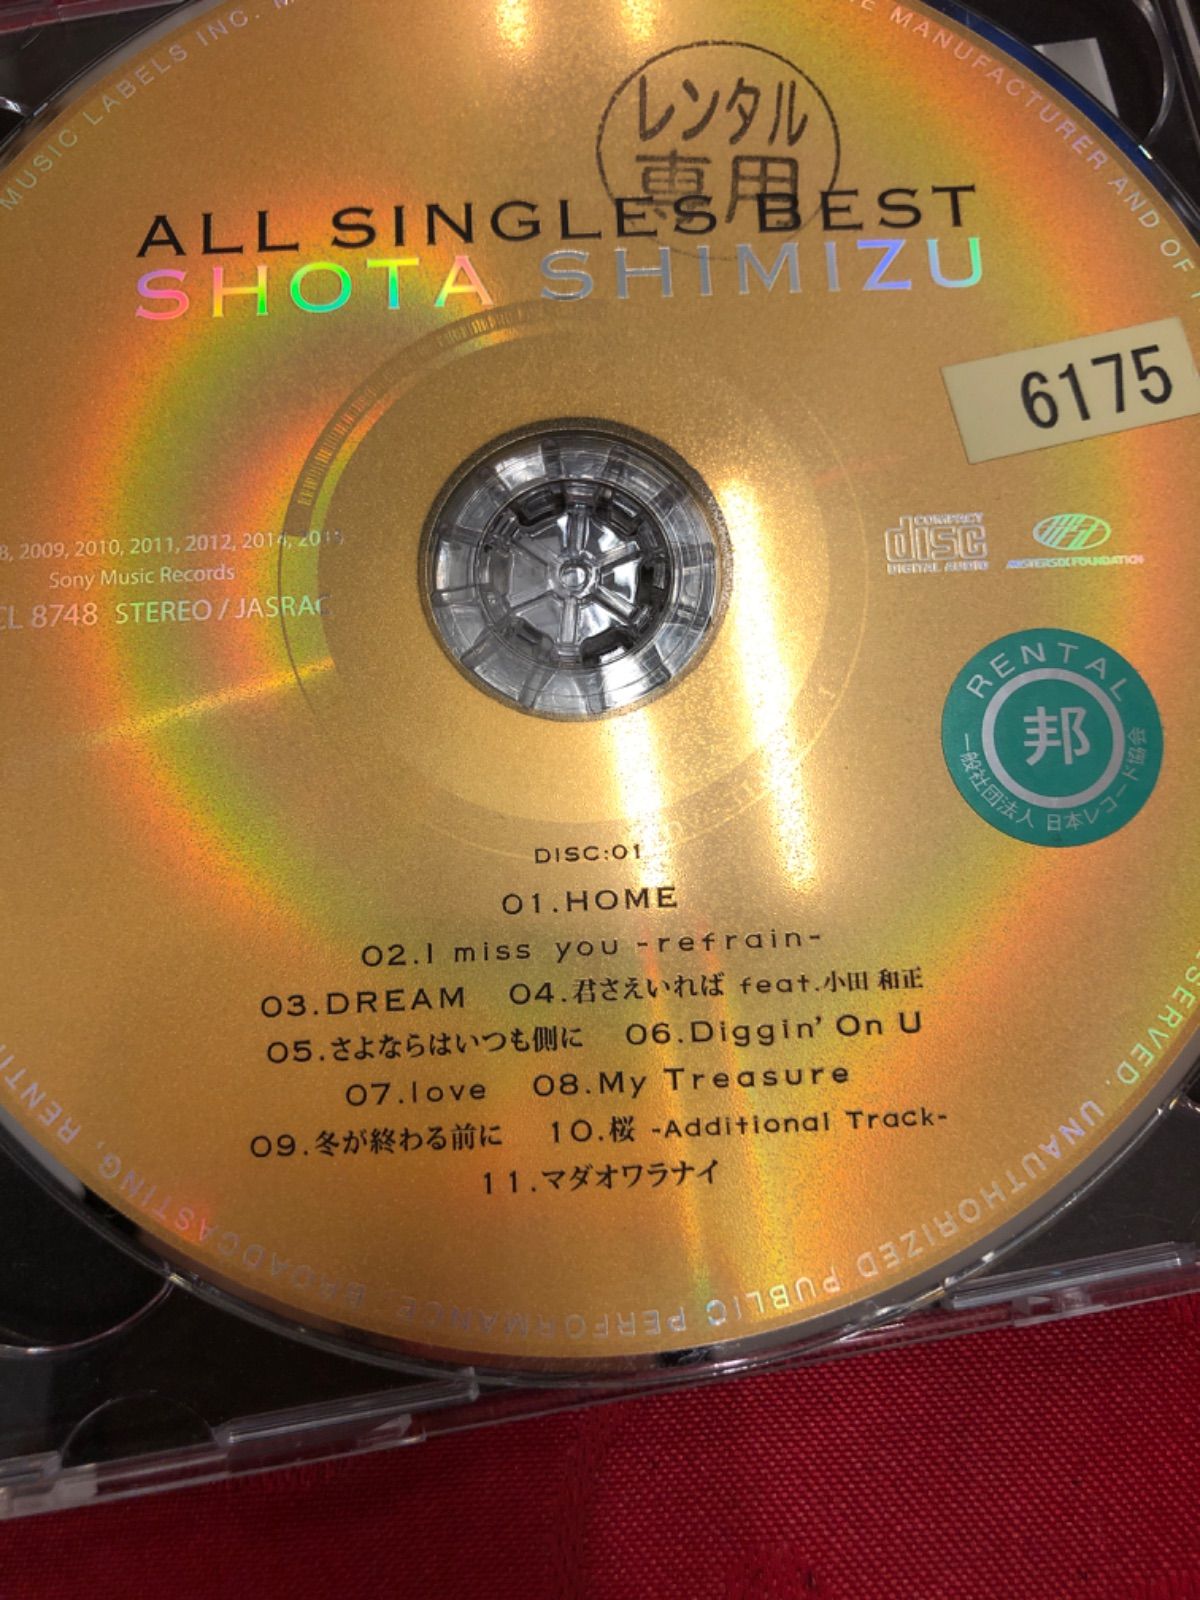 MUSIC LABELS INC.
MANUFACTURER AND OF
レンタル
専用
ALL SINGLES BEST
SHOTA SHIMIZU
6175
2009, 2010, 2011, 2012, 2014,
Sony Music Records
CL 8748 STEREO / JASRAC
COMPACT
disc
DIGITAL AUDIO
MASTERSIX FOUNDATION
RENTAL
邦
一般社団法人 日本レコード協会
DISC:01
01.HOME
02.I miss you -refrain-
03.DREAM 04.君さえいれば feat.小田 和正
05.さよならはいつも側に 06.Diggin' On U
07.love 08.My Treasure
09.冬が終わる前に 10.桜 -Additional Track-
11.マダオワラナイ
UNAUTHORIZED PUBLIC PERFORMANCE, BROADCASTING,